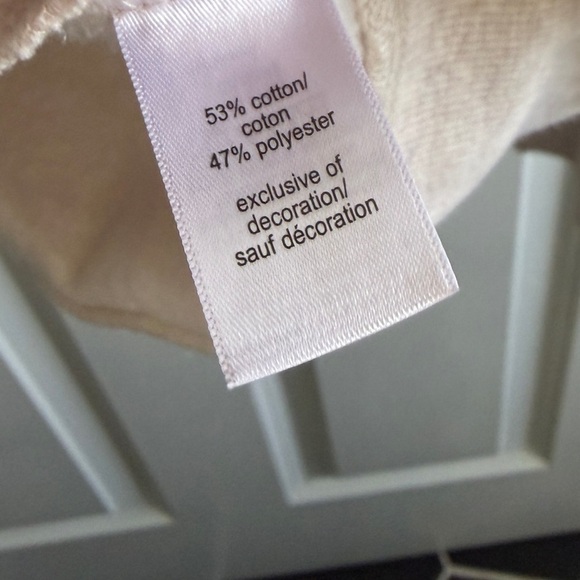 53% cotton/
coton
47% polyester
exclusive of
decoration/
sauf décoration